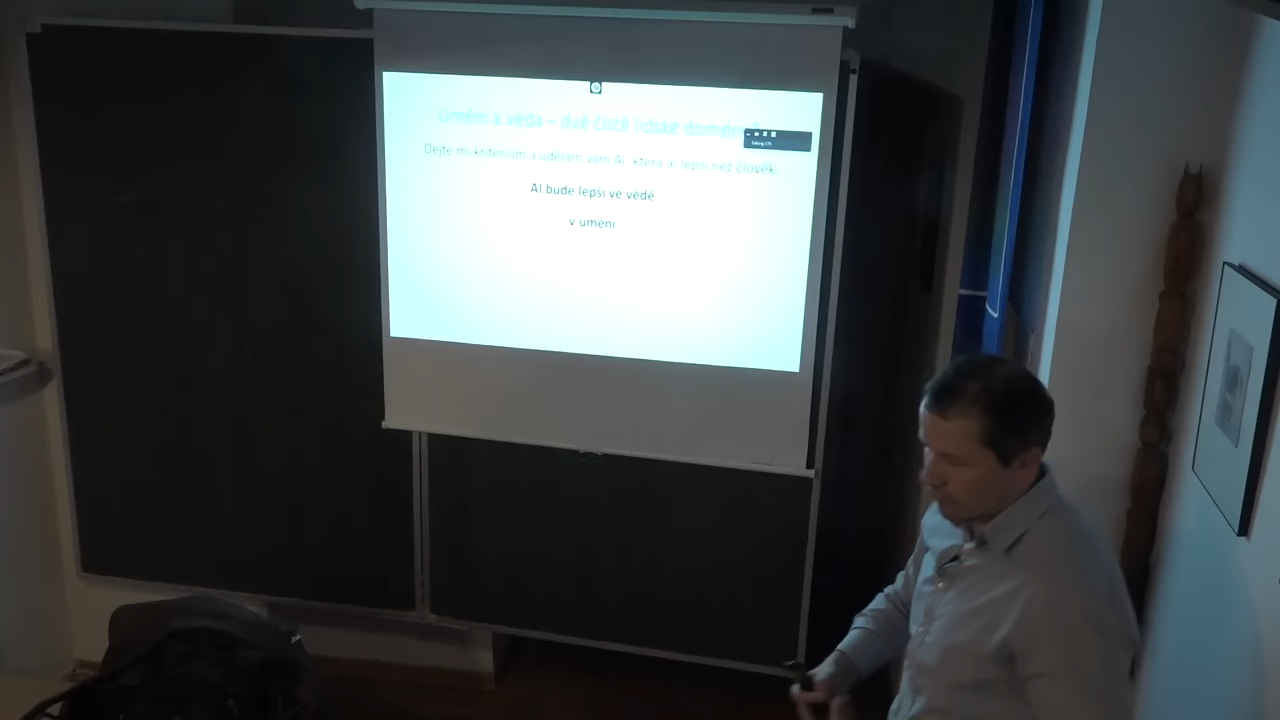 Umění a věda – dvě čistě lidské domény?
Dejte mi kritérium a udělám vám AI, která je lepší než člověk.
AI bude lepší ve vědě
v umění
Talking: